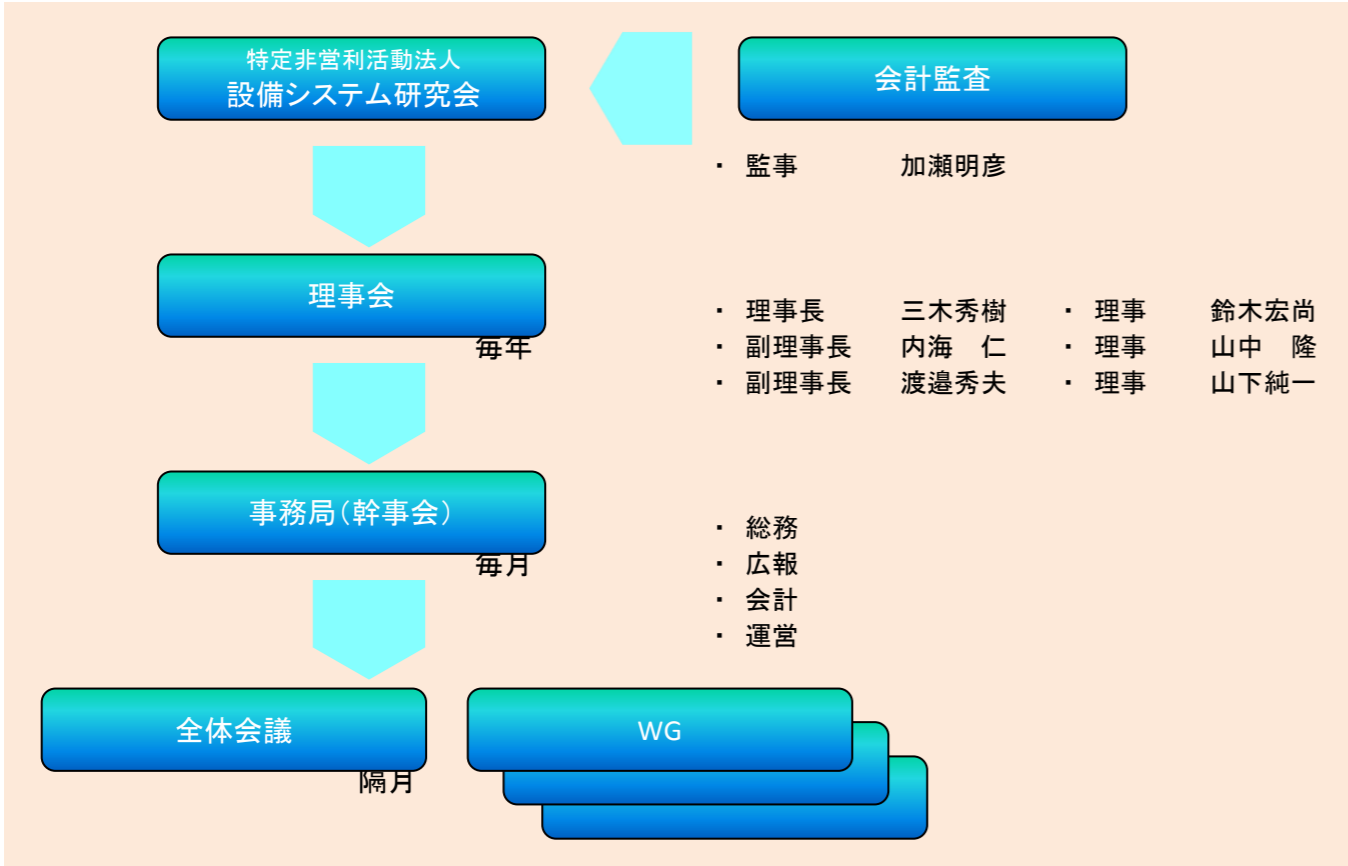 特定非営利活動法人
設備システム研究会
会計監査
・ 監事 加瀬明彦
理事会
毎年
・ 理事長 三木秀樹 ・ 理事 鈴木宏尚
・ 副理事長 内海　仁 ・ 理事 山中　隆
・ 副理事長 渡邉秀夫 ・ 理事 山下純一
事務局（幹事会）
毎月
・ 総務
・ 広報
・ 会計
・ 運営
全体会議
隔月
WG